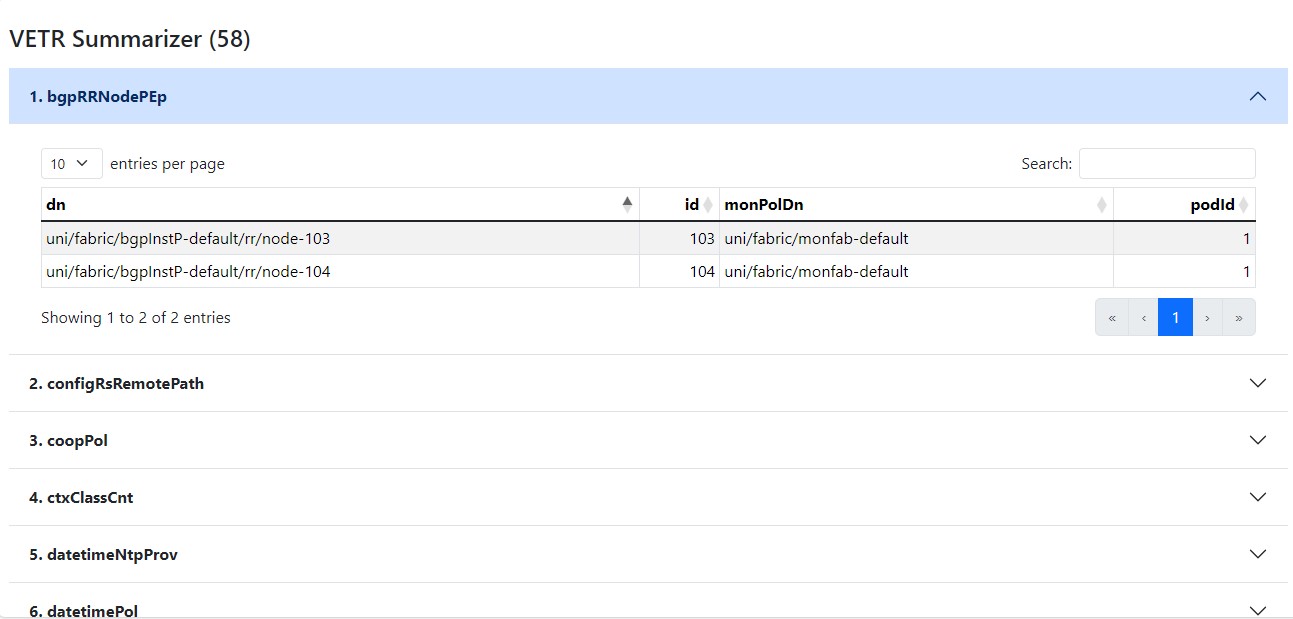 VETR Summarizer (58)
1. bgpRRNodePEp
10 entries per page Search:
dn id monPolDn podId
uni/fabric/bgpInstP-default/rr/node-103 103 uni/fabric/monfab-default 1
uni/fabric/bgpInstP-default/rr/node-104 104 uni/fabric/monfab-default 1
Showing 1 to 2 of 2 entries « ‹ 1 › »
2. configRsRemotePath
3. coopPol
4. ctxClassCnt
5. datetimeNtpProv
6. datetimePol